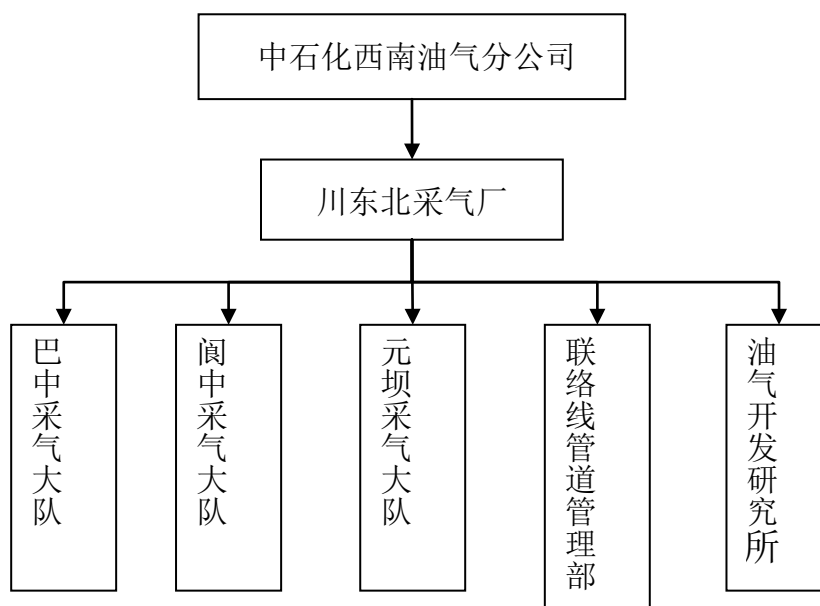 中石化西南油气分公司
川东北采气厂
巴中采气大队
阆中采气大队
元坝采气大队
联络线管道管理部
油气开发研究所